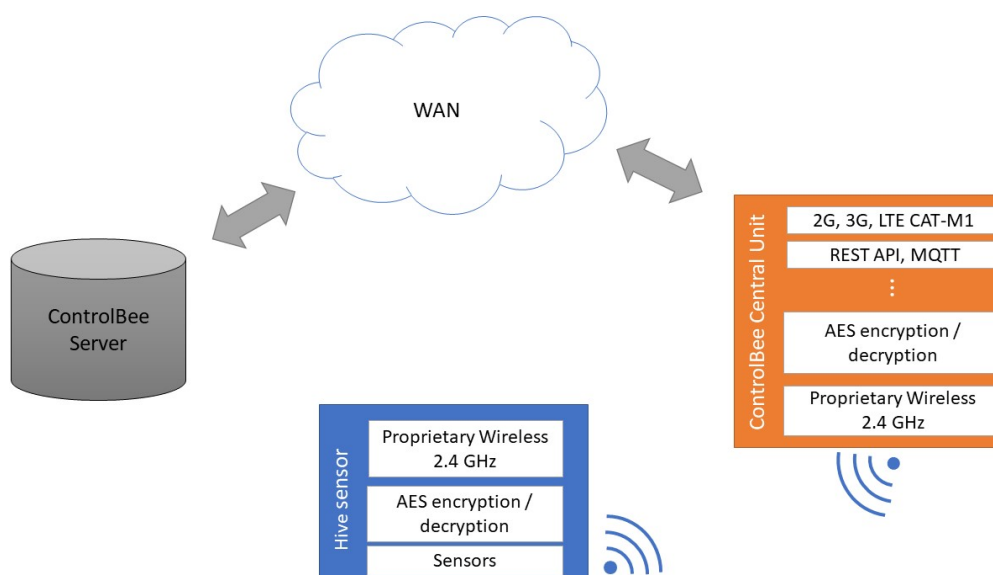 WAN
ControlBee
Server
ControlBee Central Unit
2G, 3G, LTE CAT-M1
REST API, MQTT
...
AES encryption /
decryption
Proprietary Wireless
2.4 GHz
Hive sensor
Proprietary Wireless
2.4 GHz
AES encryption /
decryption
Sensors